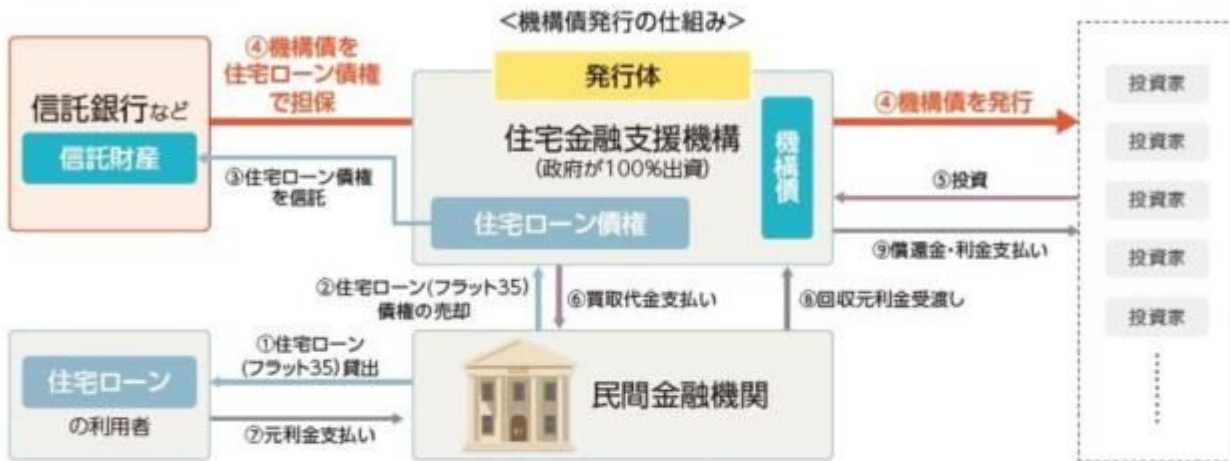 <機構債発行の仕組み>
④機構債を
住宅ローン債権
で担保
信託銀行など
信託財産
③住宅ローン債権
を信託
発行体
住宅金融支援機構
(政府が100%出資)
機構債
住宅ローン債権
④機構債を発行
⑤投資
⑨償還金・利金支払い
投資家
投資家
投資家
投資家
投資家
②住宅ローン(フラット35)
債権の売却
⑥買取代金支払い
⑧回収元利金受渡し
①住宅ローン
(フラット35)貸出
住宅ローン
の利用者
⑦元利金支払い
民間金融機関